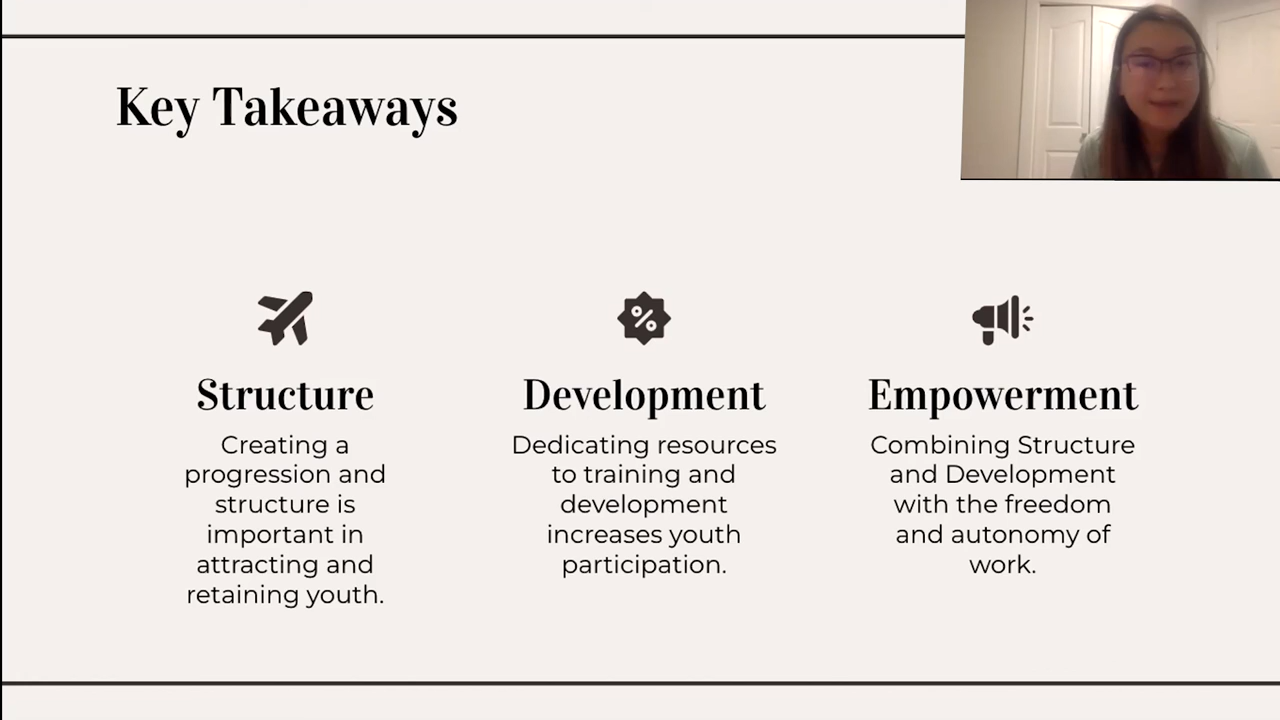 Key Takeaways
Structure
Creating a
progression and
structure is
important in
attracting and
retaining youth.
Development
Dedicating resources
to training and
development
increases youth
participation.
Empowerment
Combining Structure
and Development
with the freedom
and autonomy of
work.